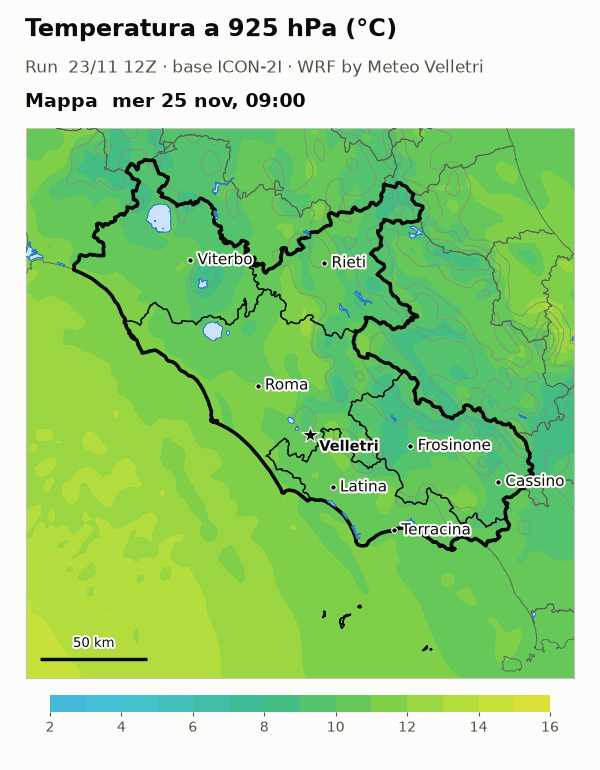 Temperatura a 925 hPa (°C)
Run  23/11 12Z · base ICON-2I · WRF by Meteo Velletri
Mappa  mer 25 nov, 09:00
Viterbo
Rieti
Roma
Velletri
Frosinone
Cassino
Latina
Terracina
50 km
2 4 6 8 10 12 14 16